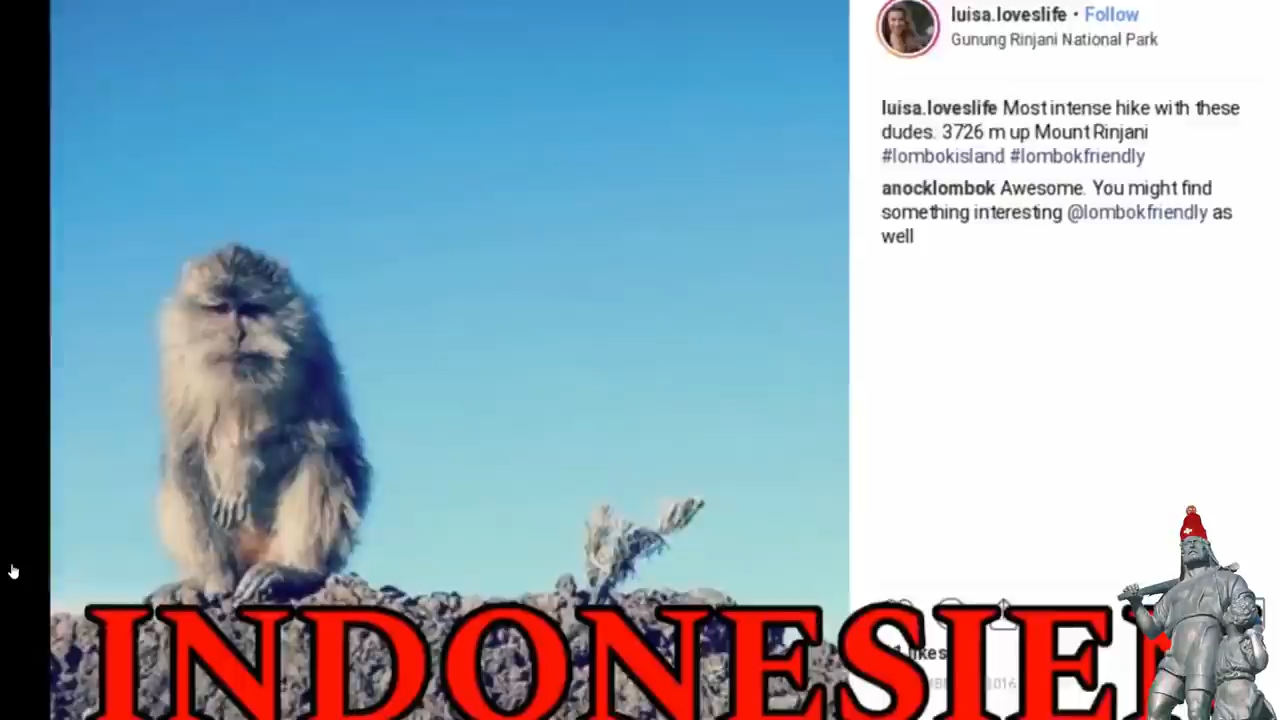 luisa.loveslife • Follow
Gunung Rinjani National Park
luisa.loveslife Most intense hike with these
dudes. 3726 m up Mount Rinjani
#lombokisland #lombokfriendly
anocklombok Awesome. You might find
something interesting @lombokfriendly as
well
likes
INDONESIEN